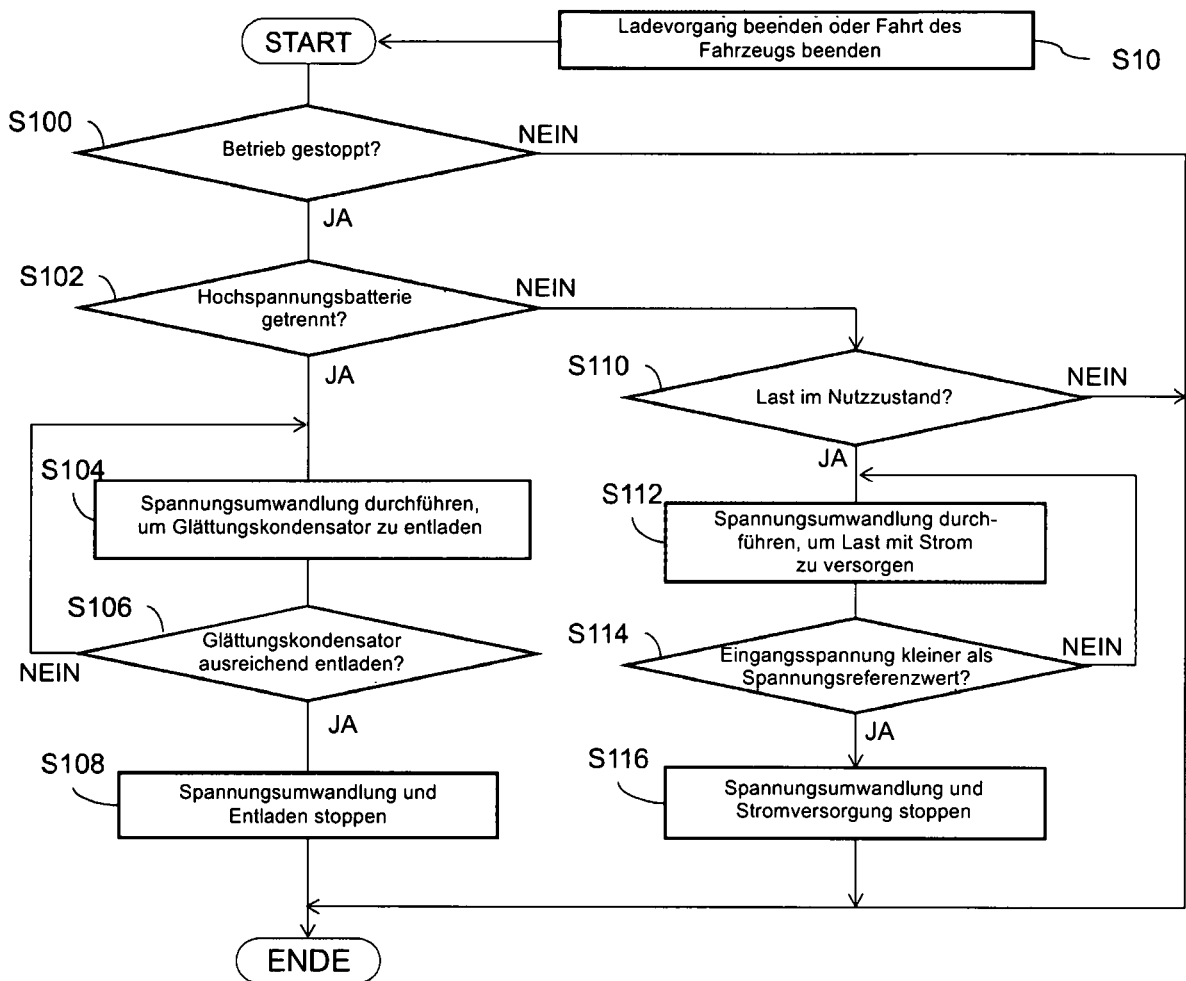 START
Ladevorgang beenden oder Fahrt des
Fahrzeugs beenden
S10
S100
Betrieb gestoppt?
NEIN
JA
S102
Hochspannungsbatterie
getrennt?
NEIN
JA
S110
Last im Nutzzustand?
NEIN
JA
S104
Spannungsumwandlung durchführen,
um Glättungskondensator zu entladen
S112
Spannungsumwandlung durch-
führen, um Last mit Strom
zu versorgen
S106
Glättungskondensator
ausreichend entladen?
NEIN
JA
S114
Eingangsspannung kleiner als
Spannungsreferenzwert?
NEIN
JA
S108
Spannungsumwandlung und
Entladen stoppen
S116
Spannungsumwandlung und
Stromversorgung stoppen
ENDE